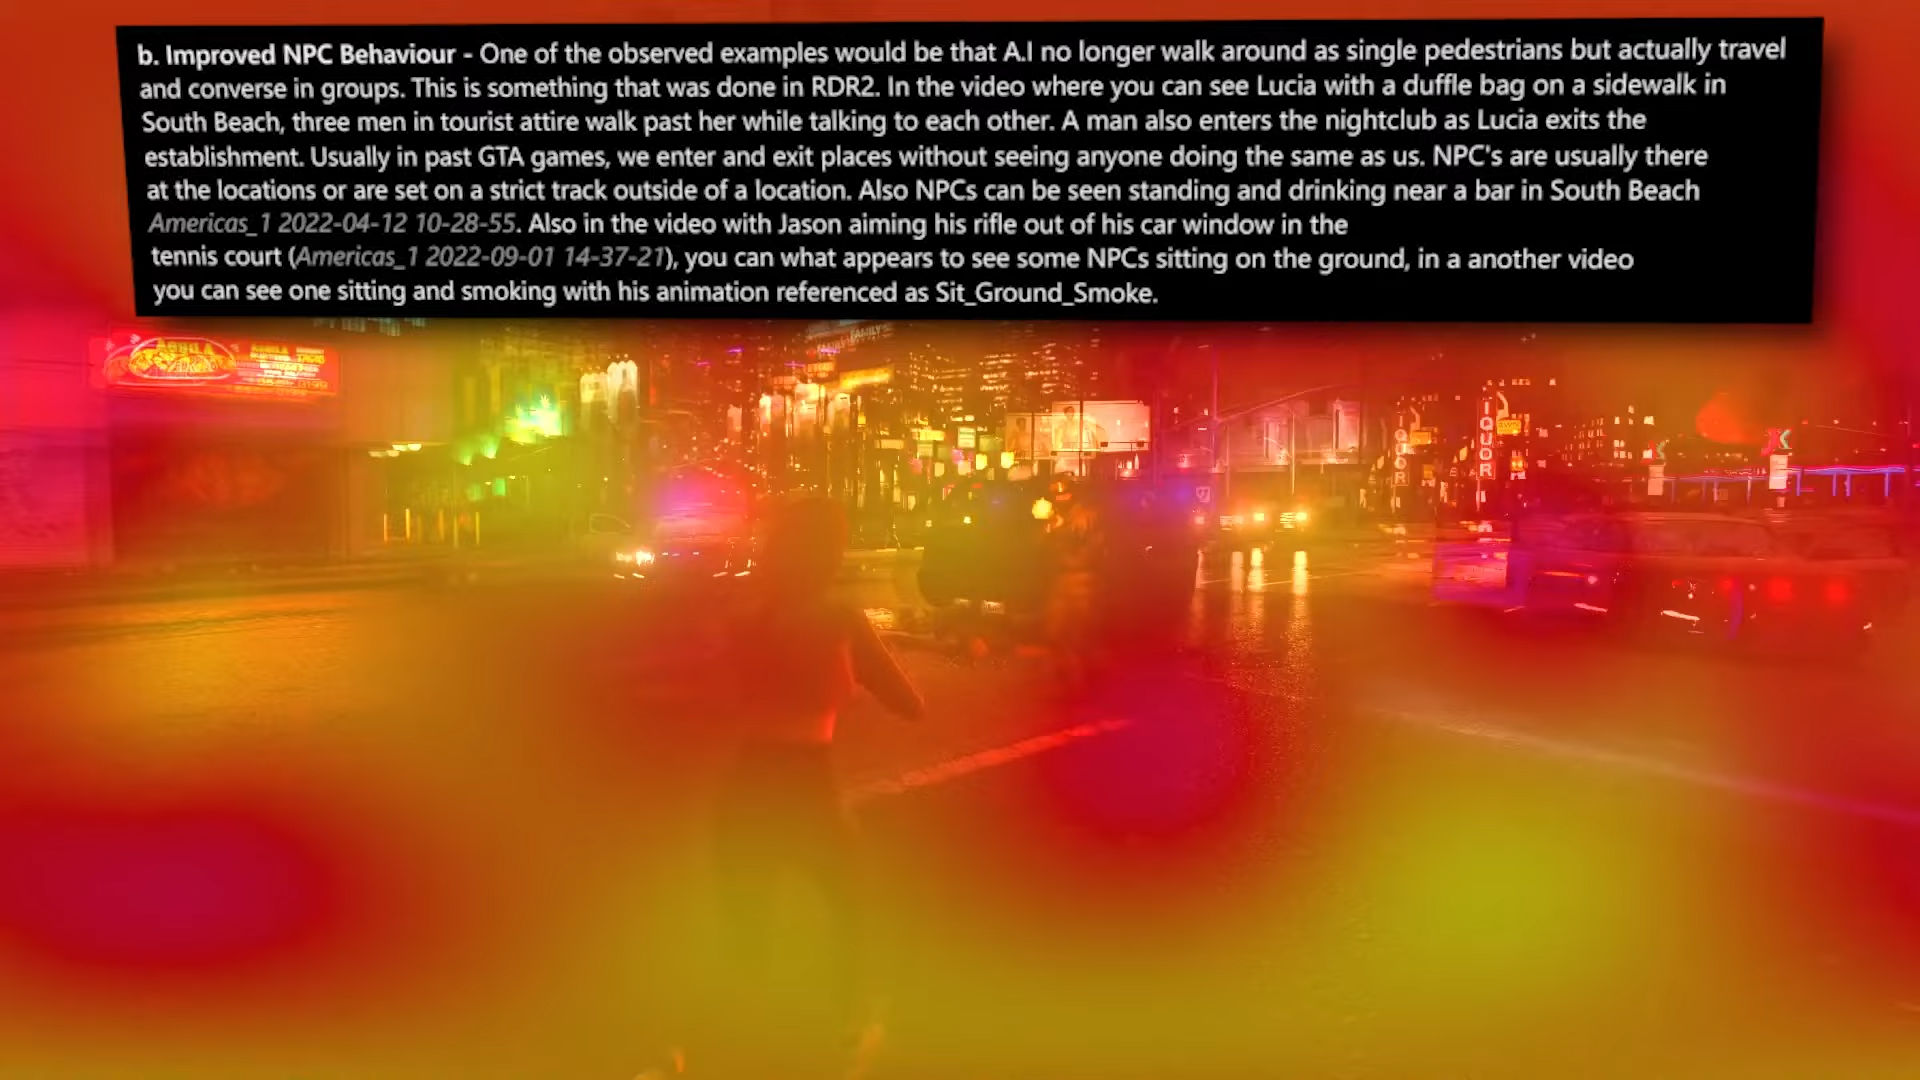 b. Improved NPC Behaviour - One of the observed examples would be that A.I no longer walk around as single pedestrians but actually travel
and converse in groups. This is something that was done in RDR2. In the video where you can see Lucia with a duffle bag on a sidewalk in
South Beach, three men in tourist attire walk past her while talking to each other. A man also enters the nightclub as Lucia exits the
establishment. Usually in past GTA games, we enter and exit places without seeing anyone doing the same as us. NPC's are usually there
at the locations or are set on a strict track outside of a location. Also NPCs can be seen standing and drinking near a bar in South Beach
Americas_1 2022-04-12 10-28-55. Also in the video with Jason aiming his rifle out of his car window in the
tennis court (Americas_1 2022-09-01 14-37-21), you can what appears to see some NPCs sitting on the ground, in a another video
you can see one sitting and smoking with his animation referenced as Sit_Ground_Smoke.
FAMILY